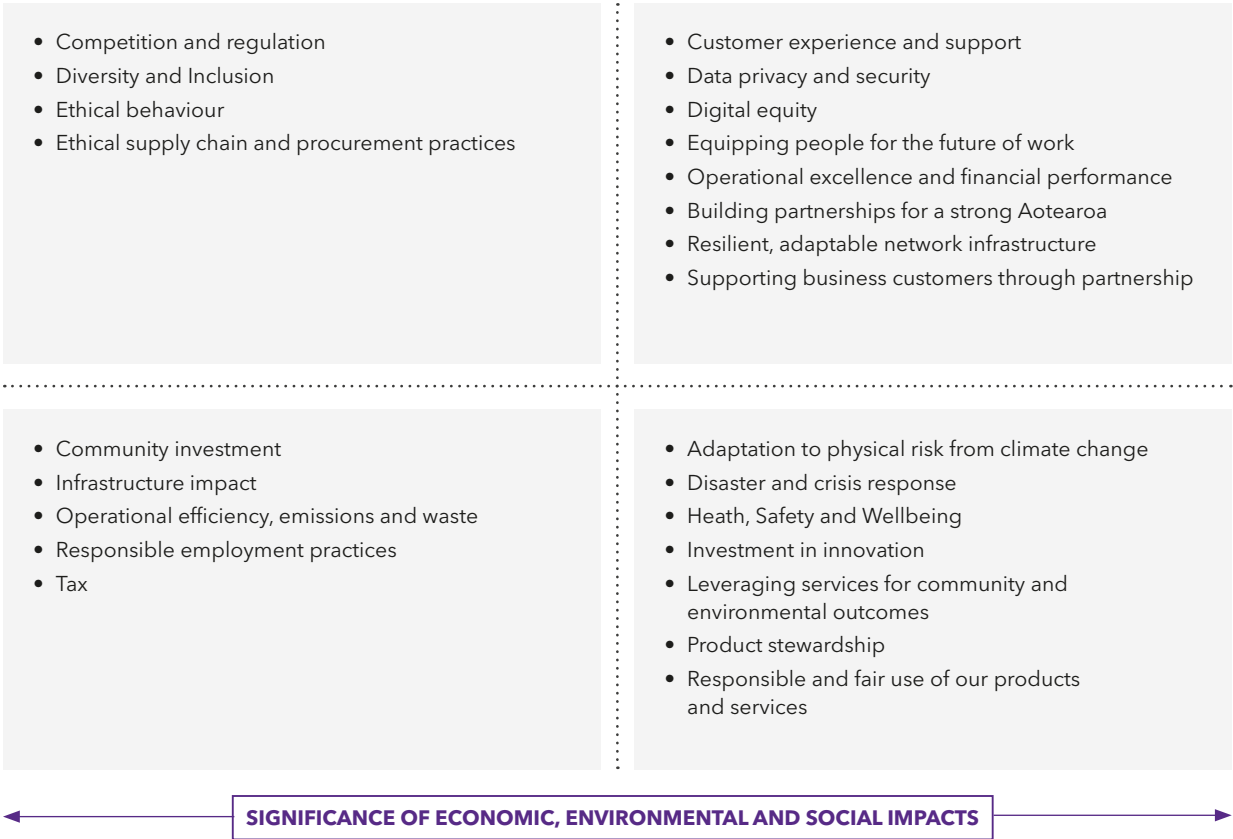 • Competition and regulation
• Diversity and Inclusion
• Ethical behaviour
• Ethical supply chain and procurement practices
• Customer experience and support
• Data privacy and security
• Digital equity
• Equipping people for the future of work
• Operational excellence and financial performance
• Building partnerships for a strong Aotearoa
• Resilient, adaptable network infrastructure
• Supporting business customers through partnership
• Community investment
• Infrastructure impact
• Operational efficiency, emissions and waste
• Responsible employment practices
• Tax
• Adaptation to physical risk from climate change
• Disaster and crisis response
• Heath, Safety and Wellbeing
• Investment in innovation
• Leveraging services for community and
environmental outcomes
• Product stewardship
• Responsible and fair use of our products
and services
SIGNIFICANCE OF ECONOMIC, ENVIRONMENTAL AND SOCIAL IMPACTS